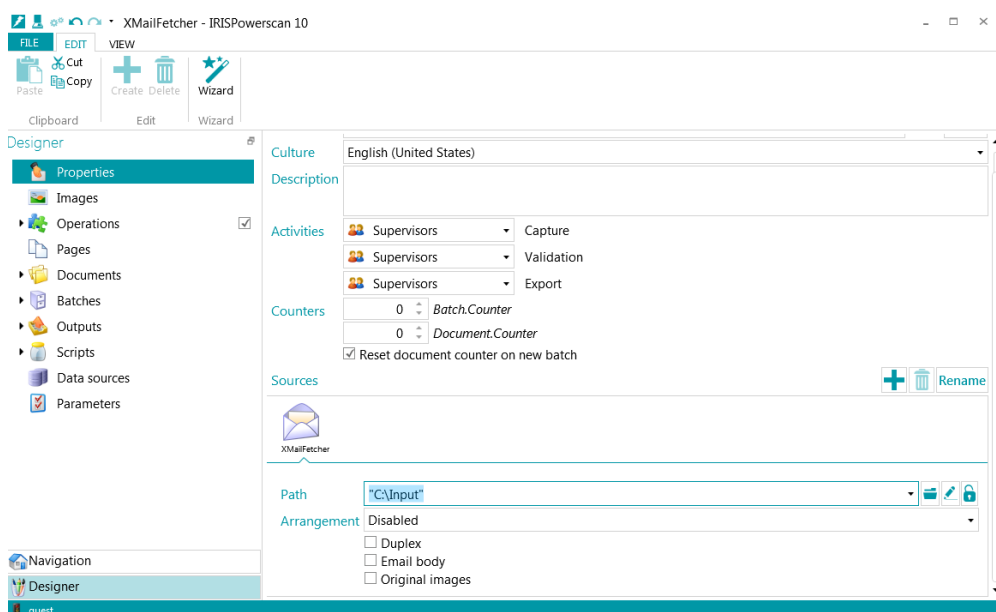 XMailFetcher - IRISPowerscan 10
FILE EDIT VIEW
Paste
Cut
Copy
Create Delete
Wizard
Clipboard Edit Wizard
Designer
Properties
Images
Operations
Pages
Documents
Batches
Outputs
Scripts
Data sources
Parameters
Navigation
Designer
guest
Culture English (United States)
Description
Activities Supervisors Capture
Supervisors Validation
Supervisors Export
Counters 0 Batch.Counter
0 Document.Counter
Reset document counter on new batch
Sources Rename
XMailFetcher
Path "C:\Input"
Arrangement Disabled
Duplex
Email body
Original images